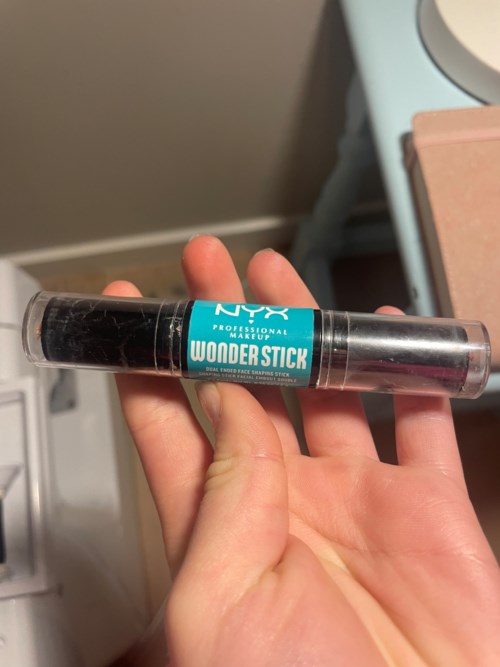 NYX
PROFESSIONAL
MAKEUP
WONDER STICK
DUAL ENDED FACE SHAPING STICK